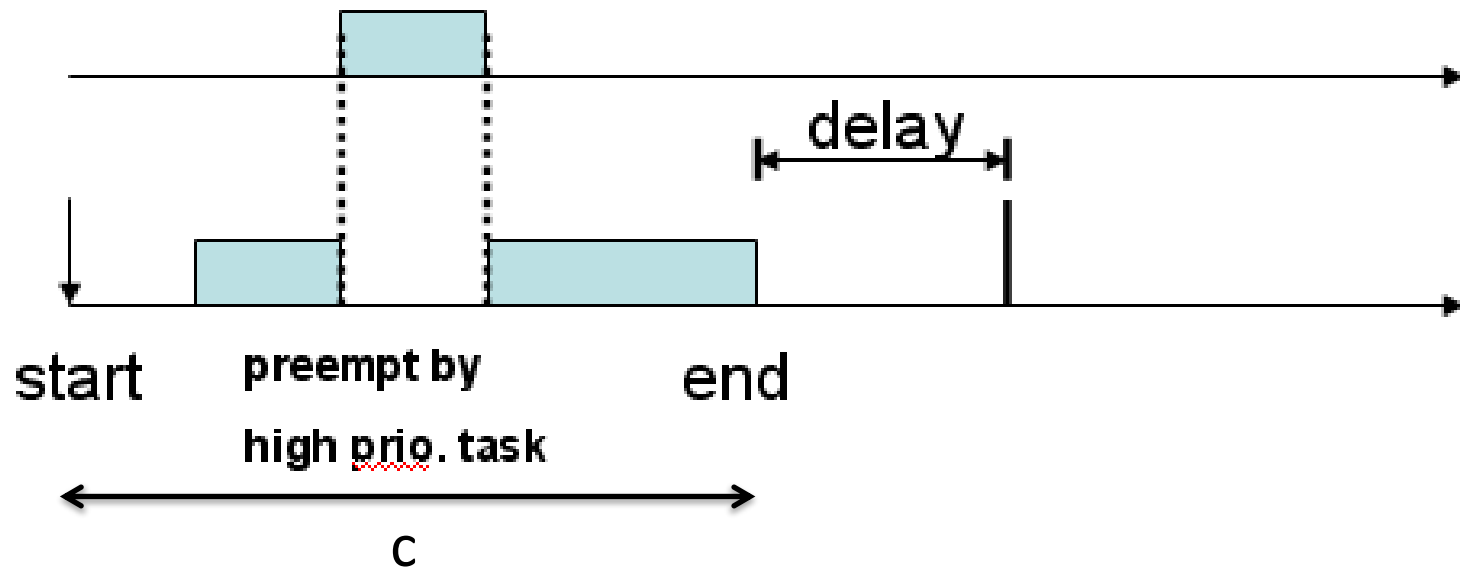 delay
start
preempt by
end
high prio. task
c